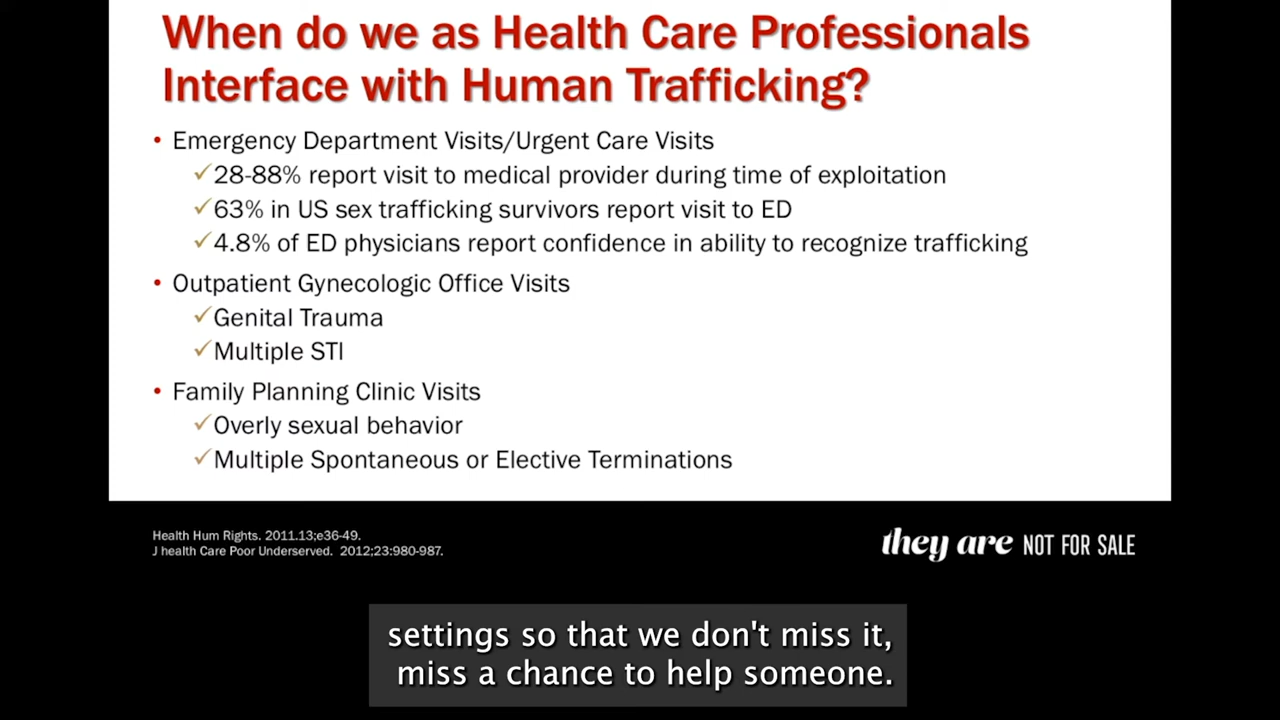 When do we as Health Care Professionals
Interface with Human Trafficking?
• Emergency Department Visits/Urgent Care Visits
✓28-88% report visit to medical provider during time of exploitation
✓63% in US sex trafficking survivors report visit to ED
✓4.8% of ED physicians report confidence in ability to recognize trafficking
• Outpatient Gynecologic Office Visits
✓Genital Trauma
✓Multiple STI
• Family Planning Clinic Visits
✓Overly sexual behavior
✓Multiple Spontaneous or Elective Terminations
Health Hum Rights. 2011.13;e36-49.
J health Care Poor Underserved. 2012;23:980-987.
they are NOT FOR SALE
settings so that we don't miss it,
miss a chance to help someone.